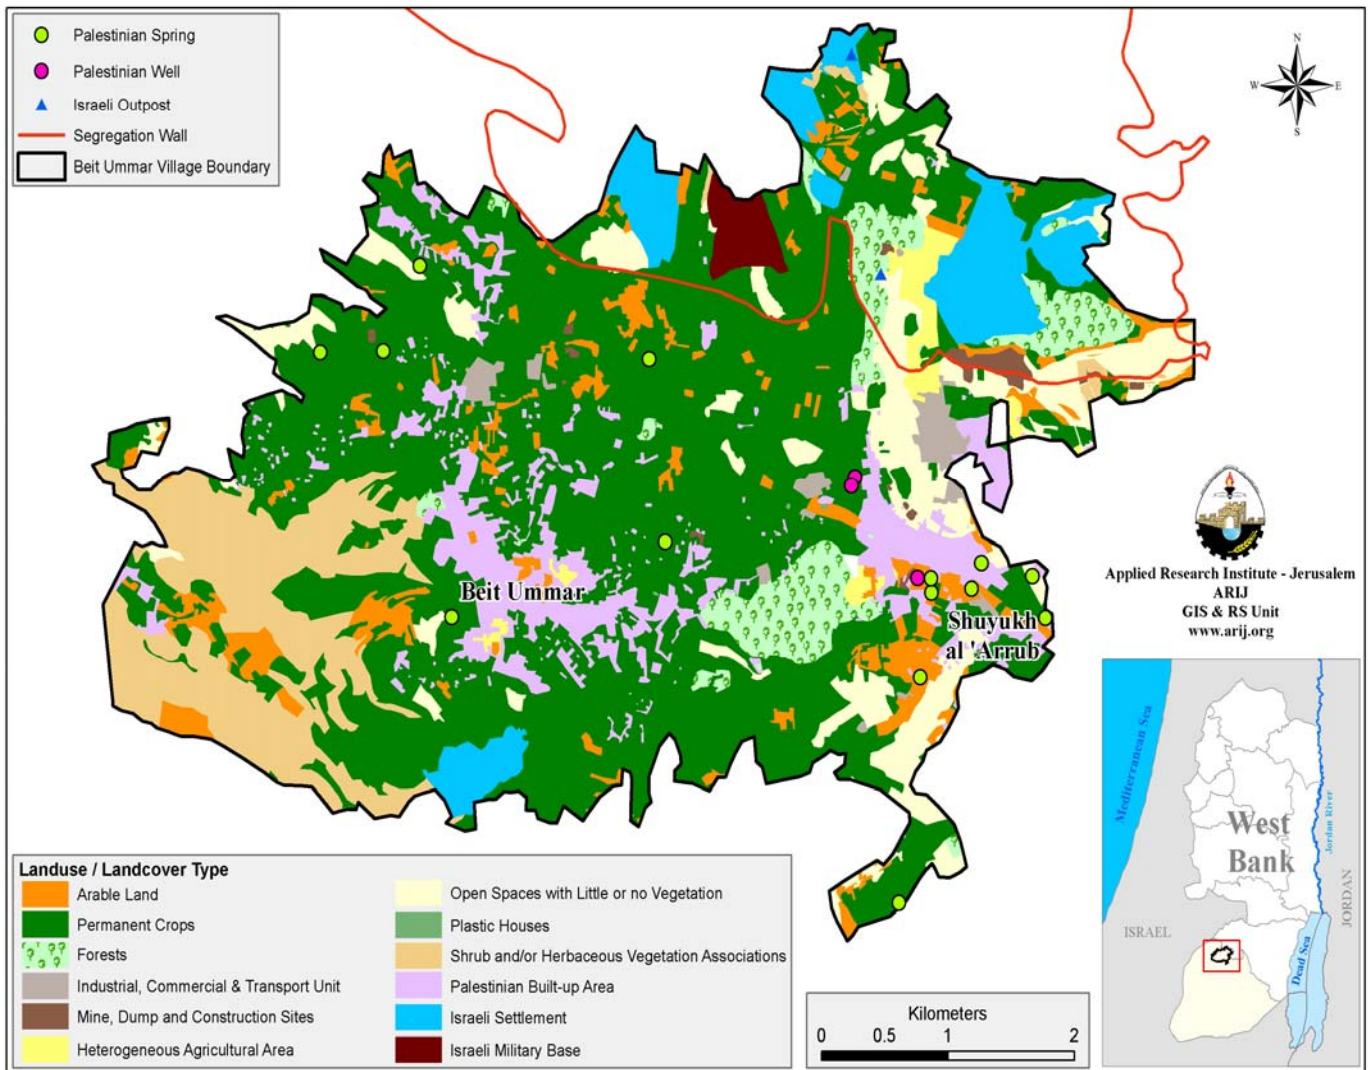 Palestinian Spring
Palestinian Well
Israeli Outpost
Segregation Wall
Beit Ummar Village Boundary
N
W
E
S
Beit Ummar
Shuyukh
al 'Arrub
Applied Research Institute - Jerusalem
ARIJ
GIS & RS Unit
www.arij.org
Mediterranean Sea
West
Bank
Jordan River
JORDAN
ISRAEL
Dead Sea
Landuse / Landcover Type
Arable Land
Permanent Crops
Forests
Industrial, Commercial & Transport Unit
Mine, Dump and Construction Sites
Heterogeneous Agricultural Area
Open Spaces with Little or no Vegetation
Plastic Houses
Shrub and/or Herbaceous Vegetation Associations
Palestinian Built-up Area
Israeli Settlement
Israeli Military Base
Kilometers
0 0.5 1 2